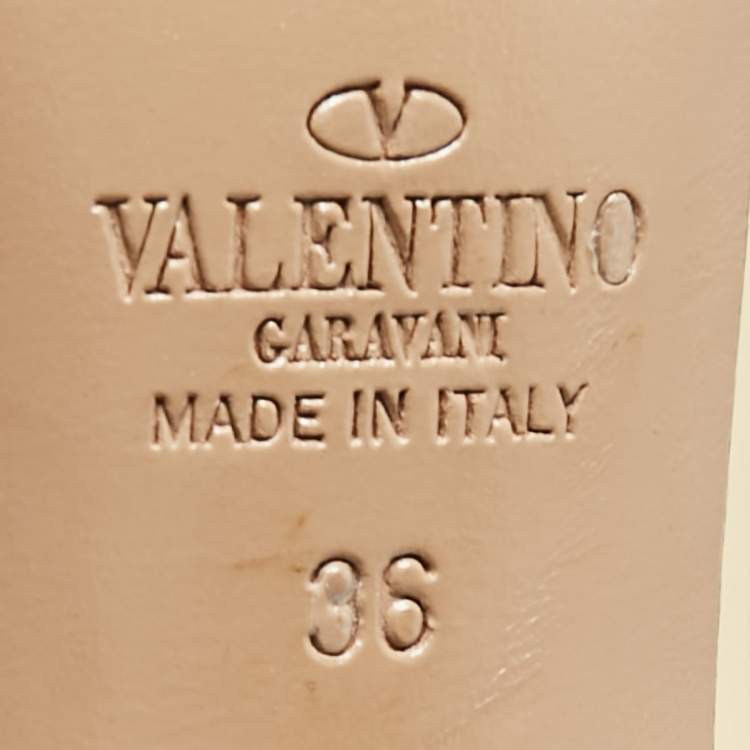 V
VALENTINO
GARAVANI
MADE IN ITALY
36